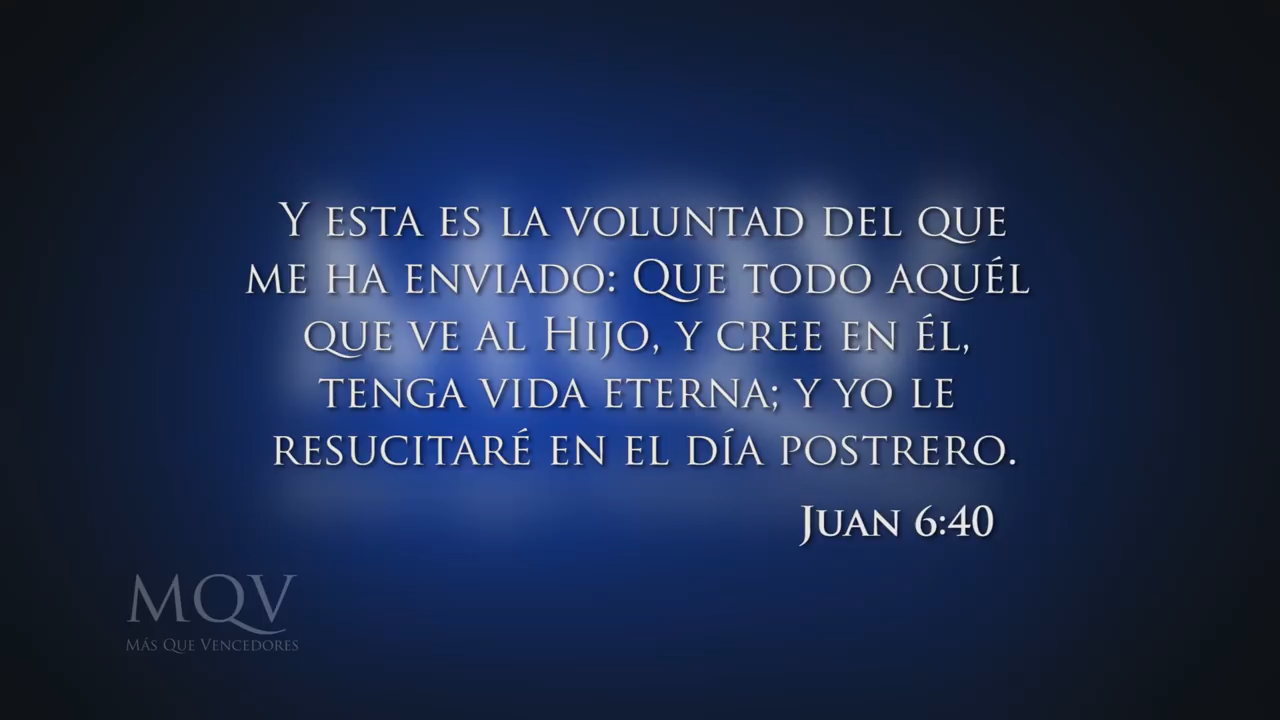 Y esta es la voluntad del que
me ha enviado: Que todo aquél
que ve al Hijo, y cree en él,
tenga vida eterna; y yo le
resucitaré en el día postrero.
Juan 6:40
MQV
Más Que Vencedores